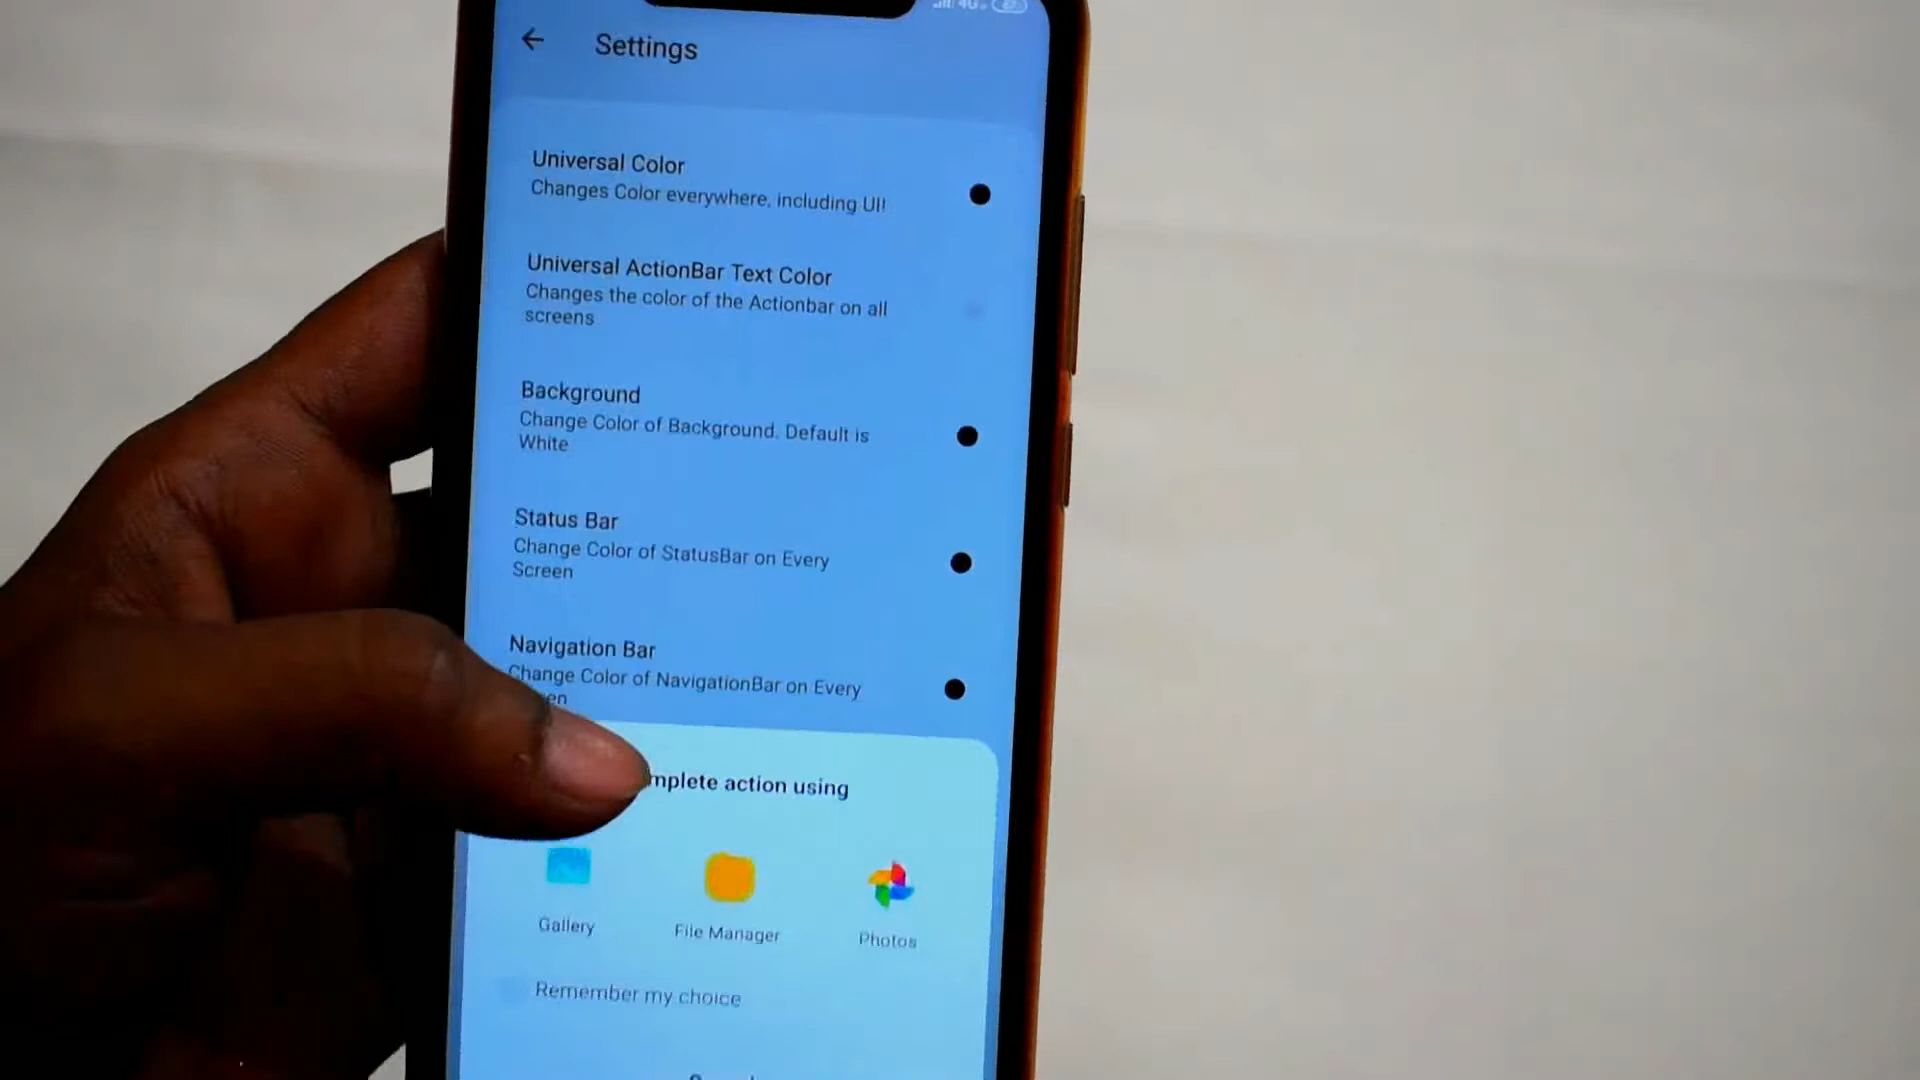 4G
Settings
Universal Color
Changes Color everywhere, including UI!
Universal ActionBar Text Color
Changes the color of the Actionbar on all
screens
Background
Change Color of Background. Default is
White
Status Bar
Change Color of StatusBar on Every
Screen
Navigation Bar
Change Color of NavigationBar on Every
en
mplete action using
Gallery
File Manager
Photos
Remember my choice